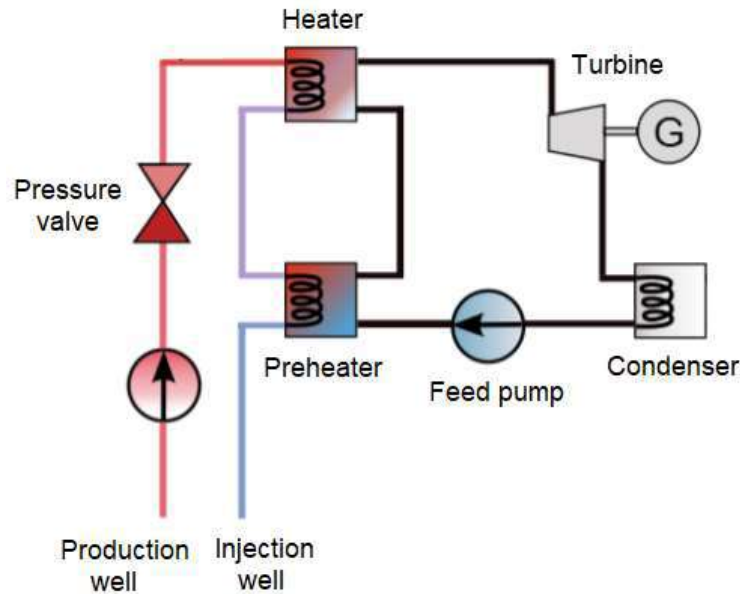 Heater
Turbine
G
Pressure
valve
Preheater
Feed pump
Condenser
Production
well
Injection
well